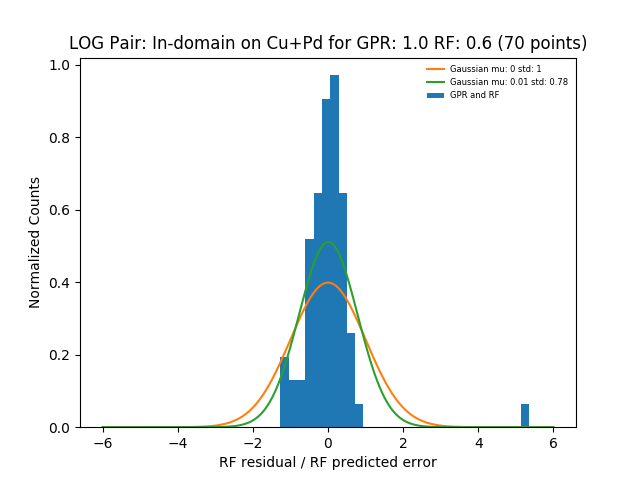 LOG Pair: In-domain on Cu+Pd for GPR: 1.0 RF: 0.6 (70 points)
Gaussian mu: 0 std: 1
Gaussian mu: 0.01 std: 0.78
GPR and RF
Normalized Counts
1.0
0.8
0.6
0.4
0.2
0.0
−6 −4 −2 0 2 4 6
RF residual / RF predicted error